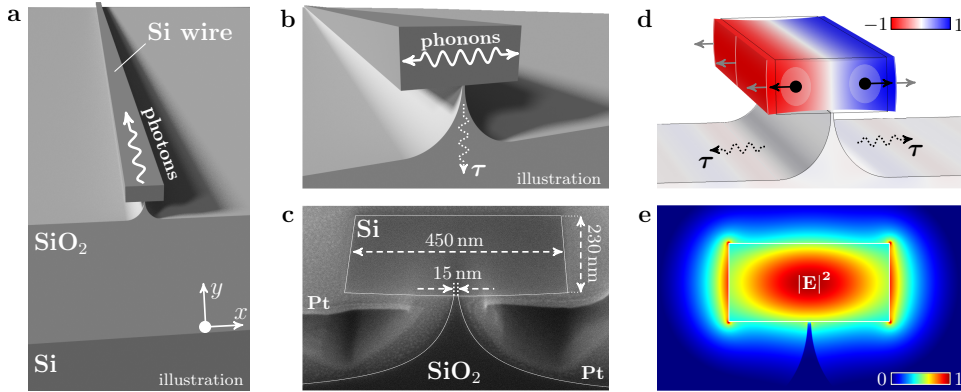 a
Si wire
photons
SiO₂
y
x
Si
illustration
b
phonons
τ
illustration
c
Si
450 nm
230 nm
15 nm
Pt
SiO₂
Pt
d
−1 1
τ
τ
e
|E|²
0 1